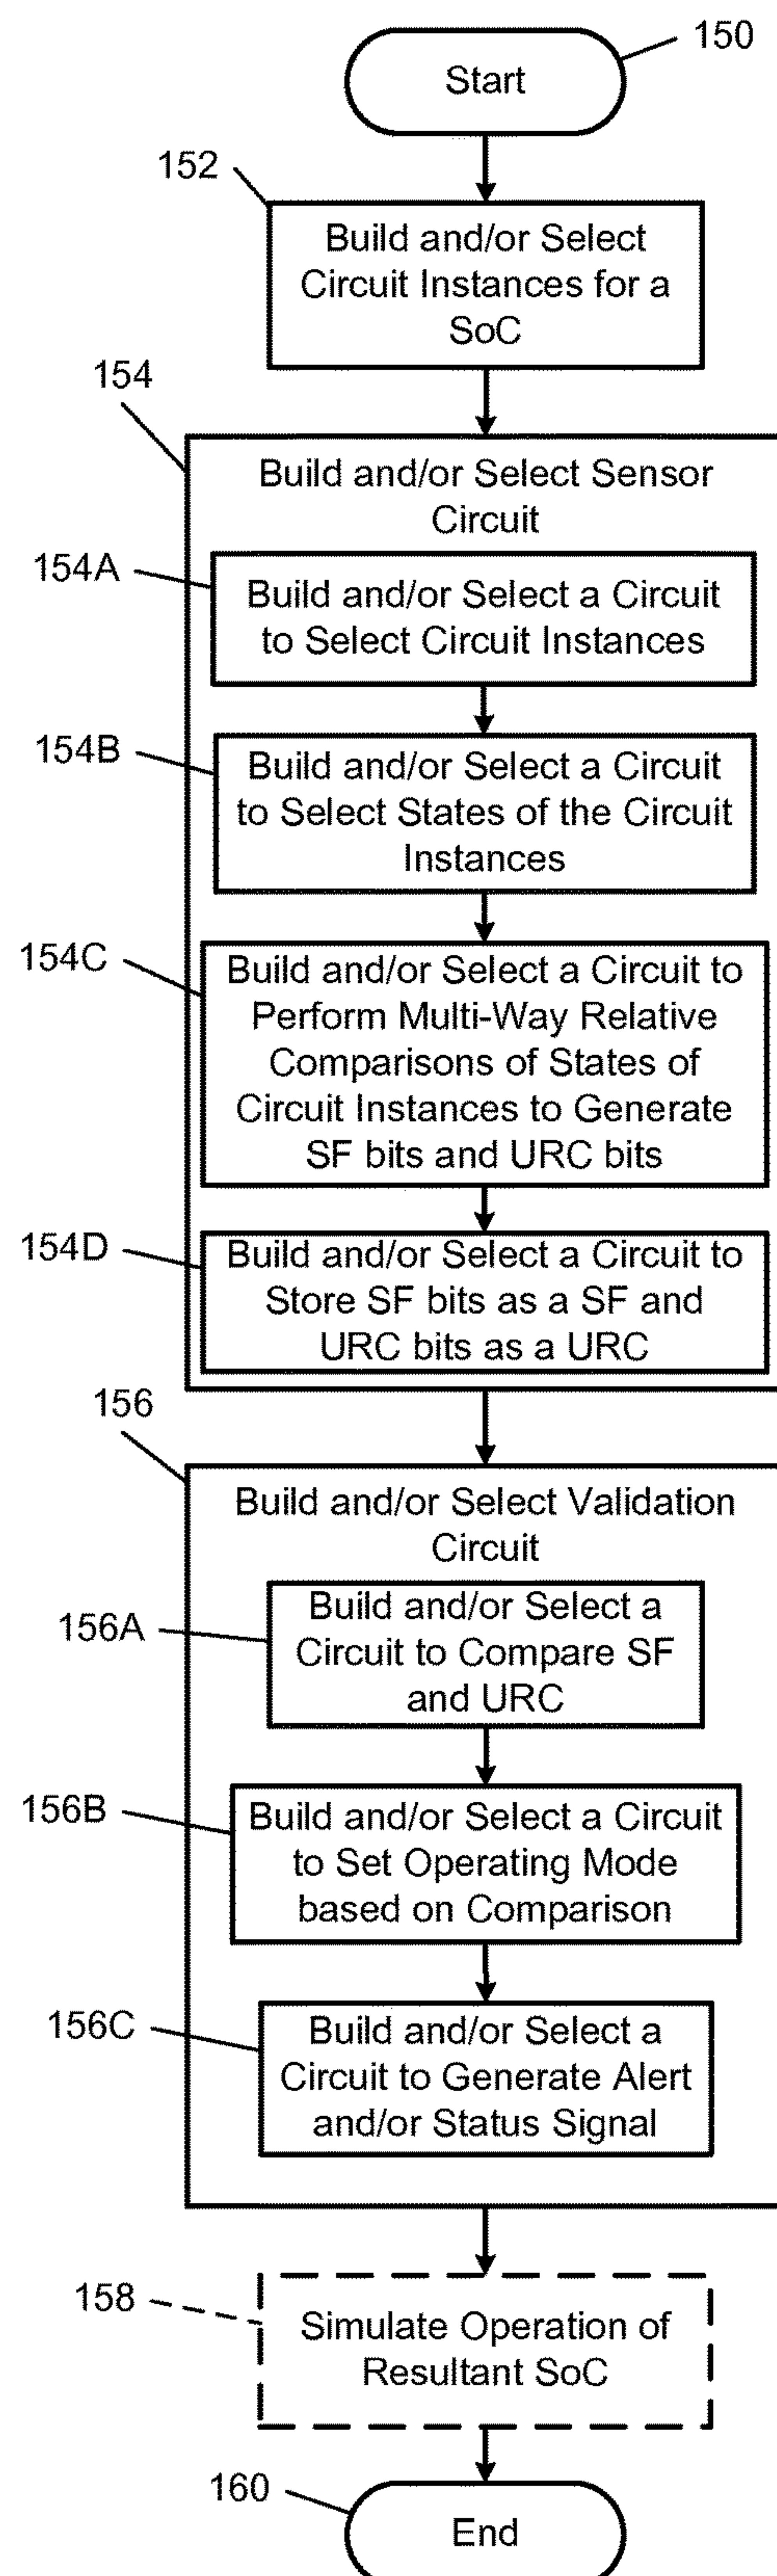 150
Start
152
Build and/or Select
Circuit Instances for a
SoC
154
Build and/or Select Sensor
Circuit
154A
Build and/or Select a Circuit
to Select Circuit Instances
154B
Build and/or Select a Circuit
to Select States of the Circuit
Instances
154C
Build and/or Select a Circuit to
Perform Multi-Way Relative
Comparisons of States of
Circuit Instances to Generate
SF bits and URC bits
154D
Build and/or Select a Circuit to
Store SF bits as a SF and
URC bits as a URC
156
Build and/or Select Validation
Circuit
156A
Build and/or Select a
Circuit to Compare SF
and URC
156B
Build and/or Select a Circuit
to Set Operating Mode
based on Comparison
156C
Build and/or Select a
Circuit to Generate Alert
and/or Status Signal
158
Simulate Operation of
Resultant SoC
160
End